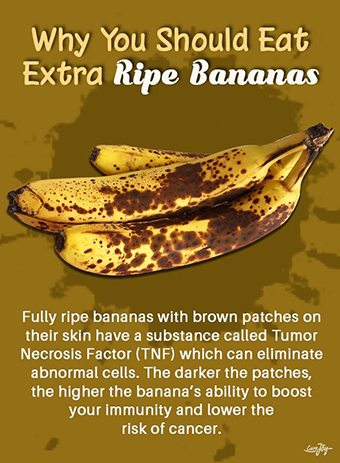 Why You Should Eat
Extra Ripe Bananas
Fully ripe bananas with brown patches on
their skin have a substance called Tumor
Necrosis Factor (TNF) which can eliminate
abnormal cells. The darker the patches,
the higher the banana's ability to boost
your immunity and lower the
risk of cancer.
CureJoy